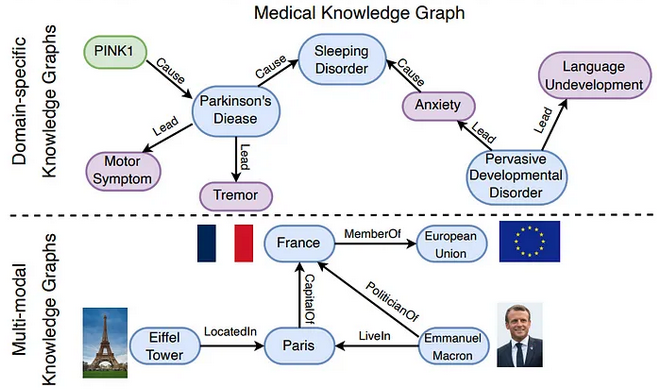 Medical Knowledge Graph
Domain-specific
Knowledge Graphs
PINK1
Cause
Parkinson's
Diease
Cause
Sleeping
Disorder
Cause
Anxiety
Language
Undevelopment
Lead
Motor
Symptom
Lead
Tremor
Lead
Lead
Pervasive
Developmental
Disorder
Multi-modal
Knowledge Graphs
France
MemberOf
European
Union
CapitalOf
PoliticianOf
Eiffel
Tower
LocatedIn
Paris
LiveIn
Emmanuel
Macron